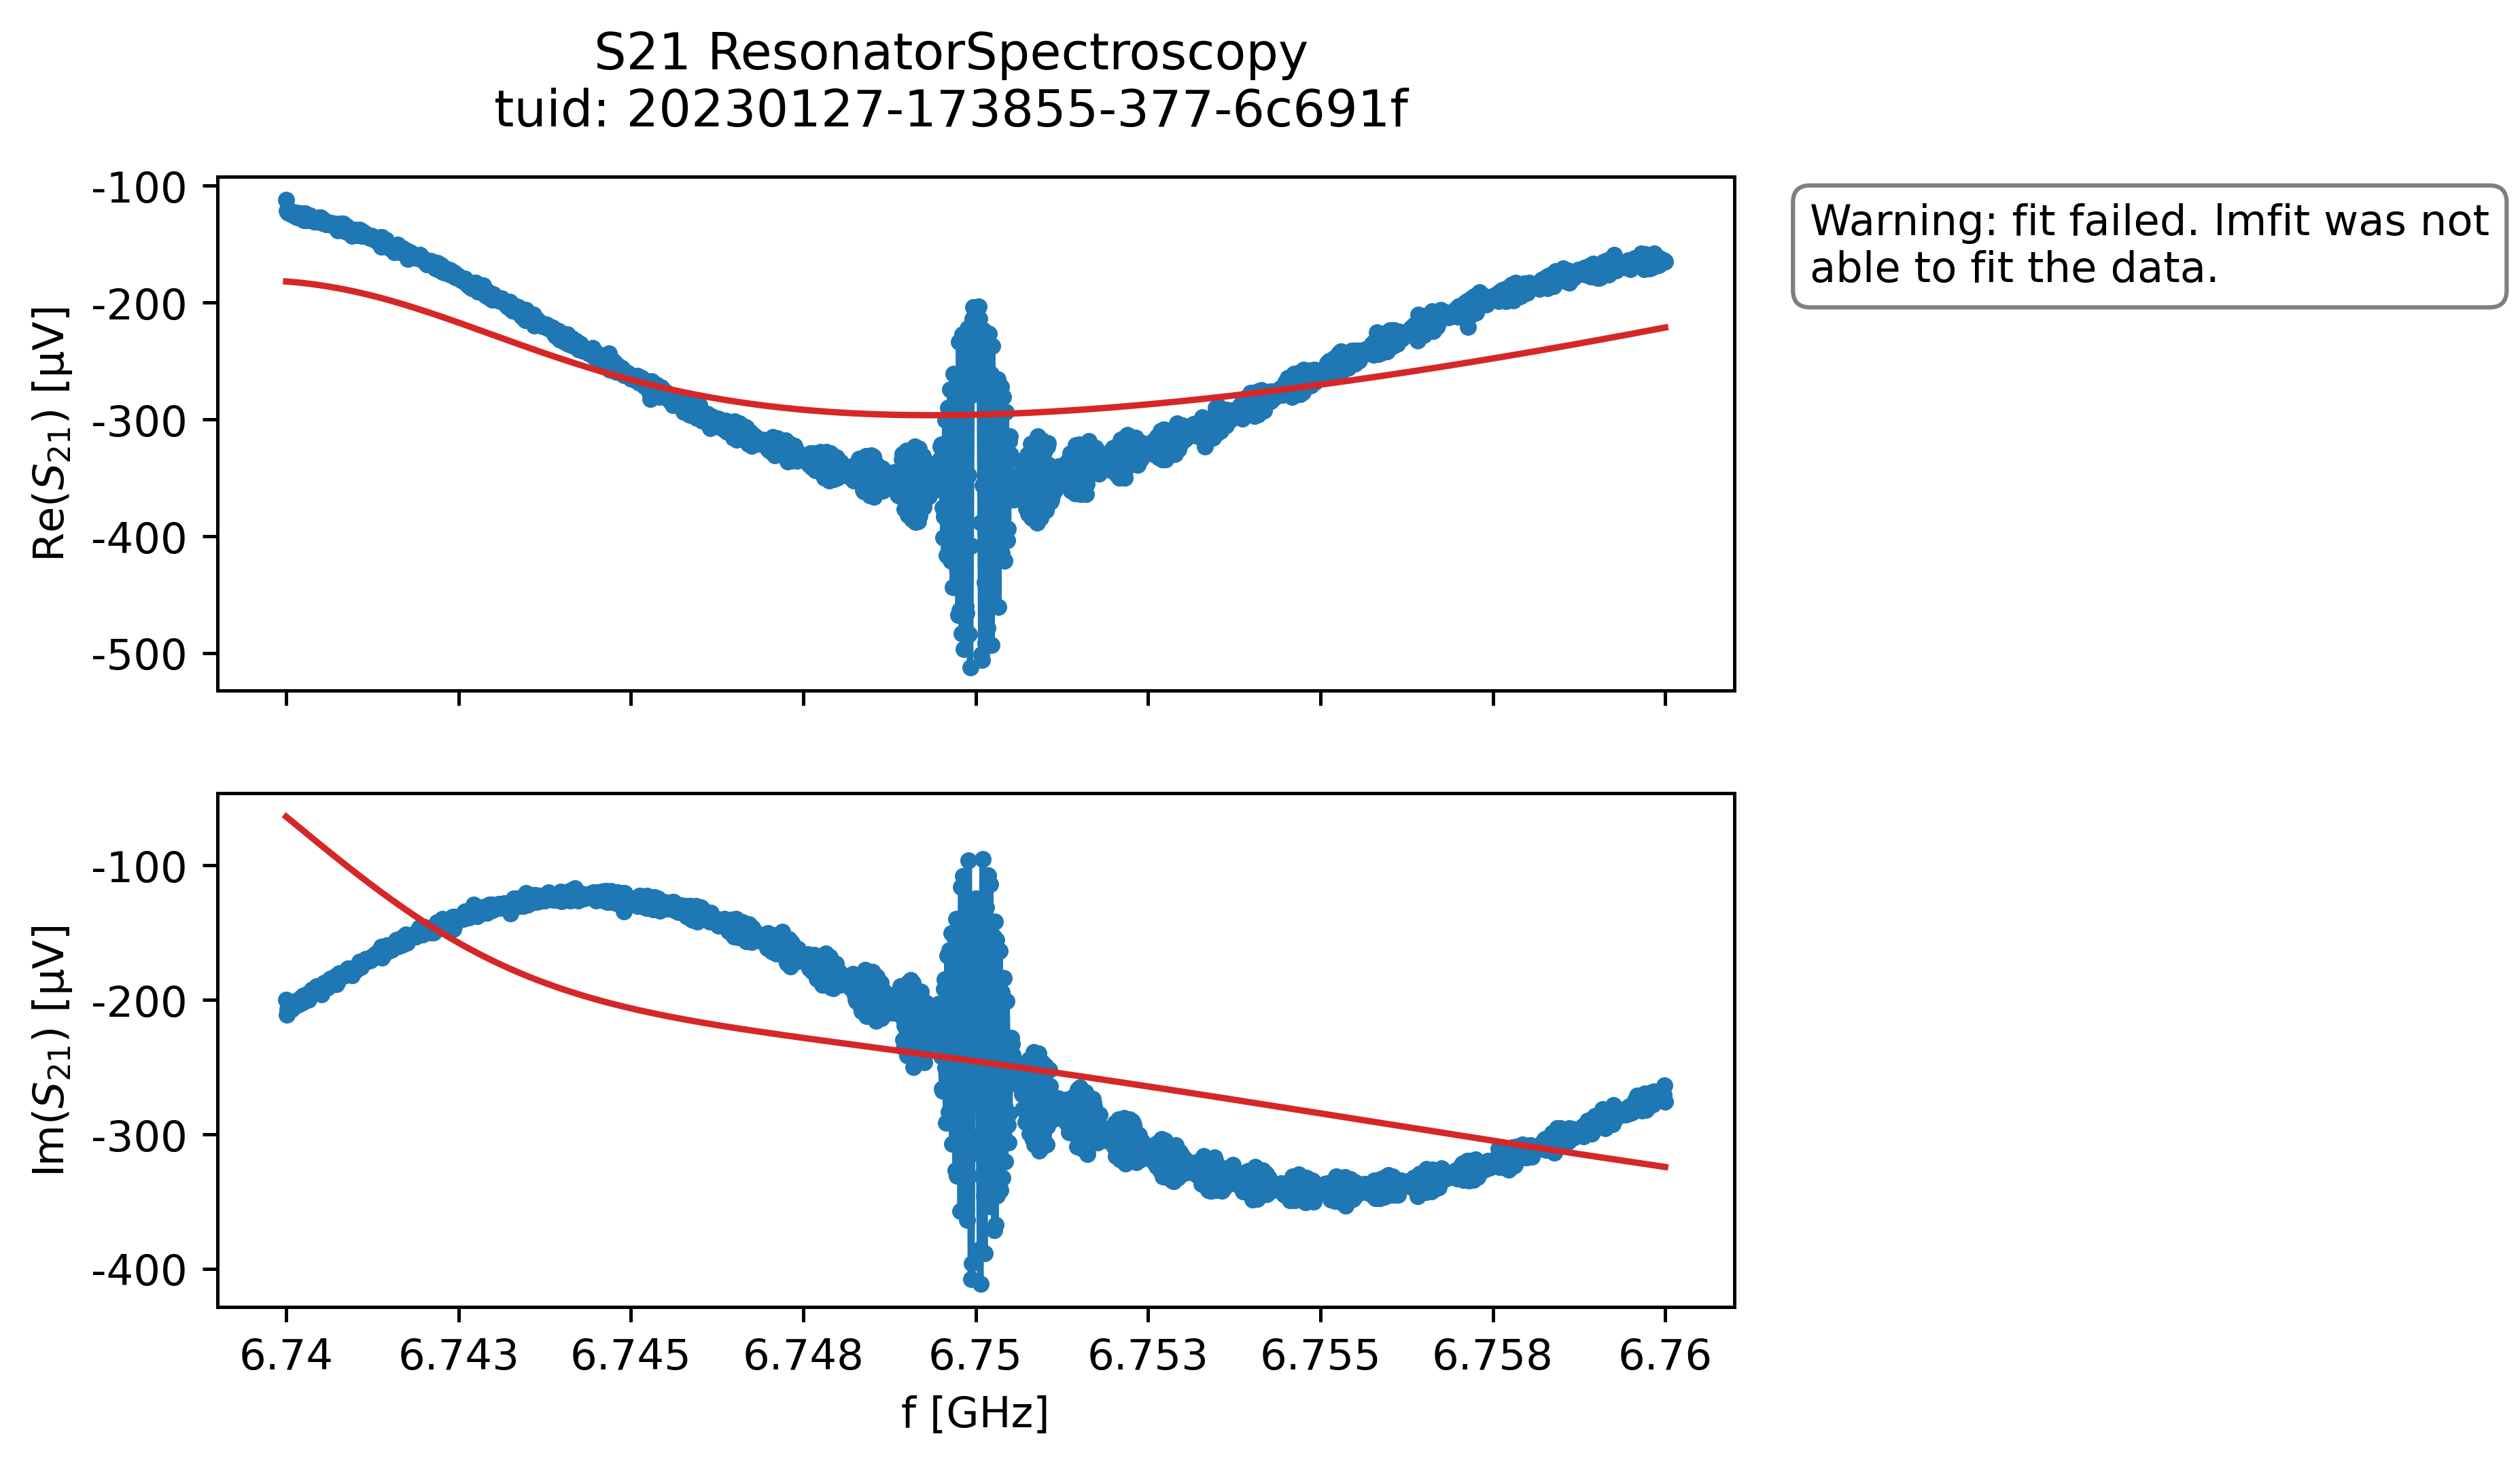 S21 ResonatorSpectroscopy
tuid: 20230127-173855-377-6c691f
-100
-200
-300
-400
-500
Re(S₂₁) [µV]
Warning: fit failed. lmfit was not
able to fit the data.
-100
-200
-300
-400
Im(S₂₁) [µV]
6.74 6.743 6.745 6.748 6.75 6.753 6.755 6.758 6.76
f [GHz]